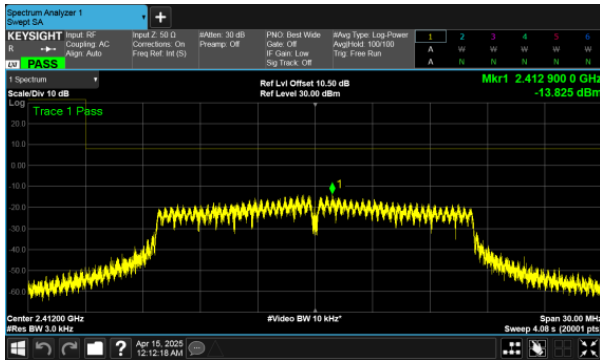 Spectrum Analyzer 1
Swept SA
+
KEYSIGHT
R
LXI
PASS
Input: RF
Coupling: AC
Align: Auto
Input Z: 50 Ω
Corrections: On
Freq Ref: Int (S)
#Atten: 30 dB
Preamp: Off
PNO: Best Wide
Gate: Off
IF Gain: Low
Sig Track: Off
#Avg Type: Log-Power
Avg|Hold: 100/100
Trig: Free Run
1 2 3 4 5 6
A W W W W W
A N N N N N
1 Spectrum
Scale/Div 10 dB
Ref Lvl Offset 10.50 dB
Ref Level 30.00 dBm
Mkr1 2.412 900 0 GHz
-13.825 dBm
Log
Trace 1 Pass
20.0
10.0
0.00
-10.0
1
-20.0
-30.0
-40.0
-50.0
-60.0
Center 2.41200 GHz
#Video BW 10 kHz*
Span 30.00 MHz
#Res BW 3.0 kHz
Sweep 4.08 s (20001 pts)
?
Apr 15, 2025
12:12:18 AM